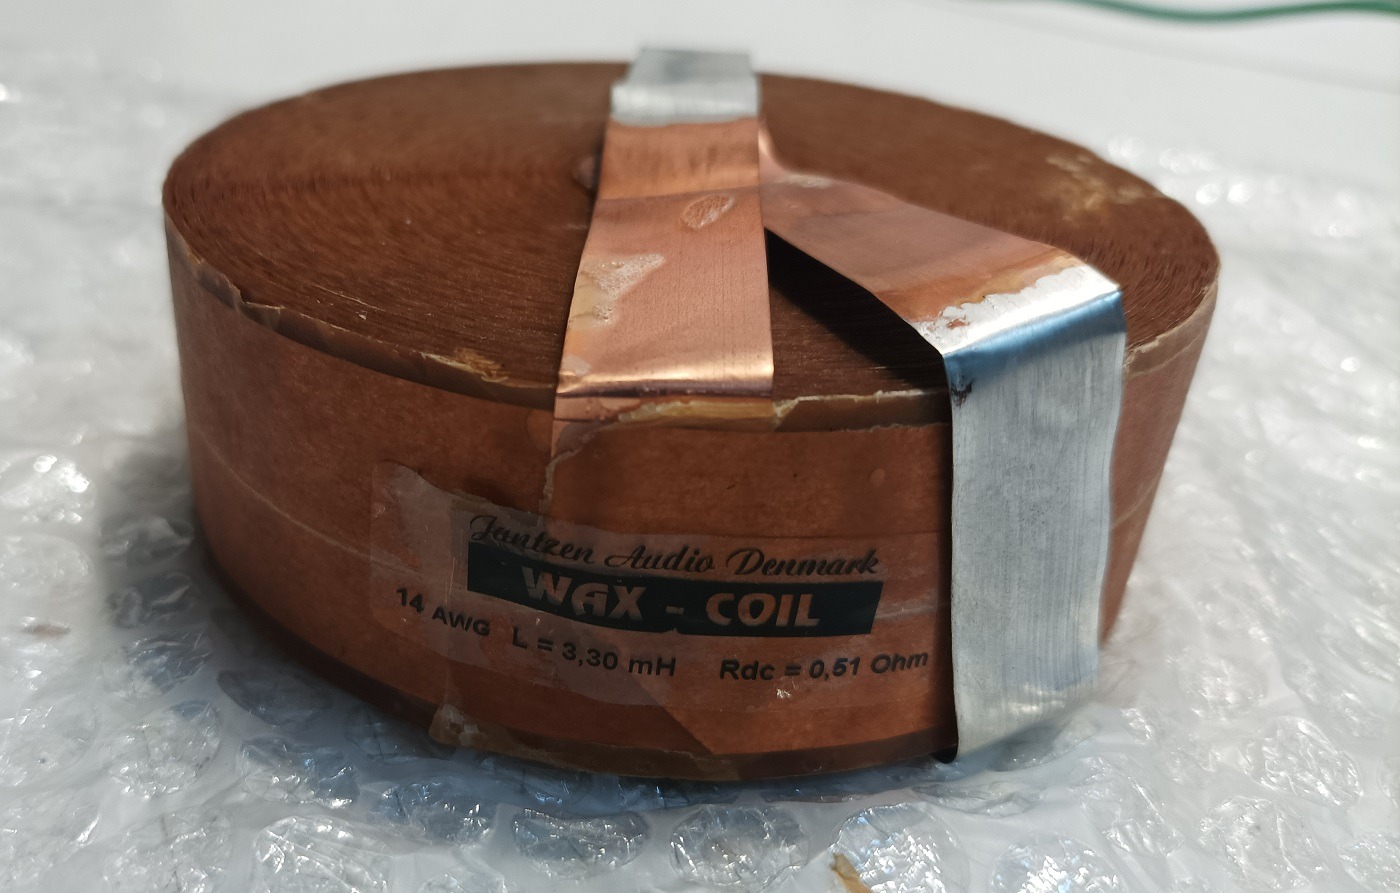 Jantzen Audio Denmark
WAX - COIL
14 AWG L = 3,30 mH Rdc = 0,51 Ohm